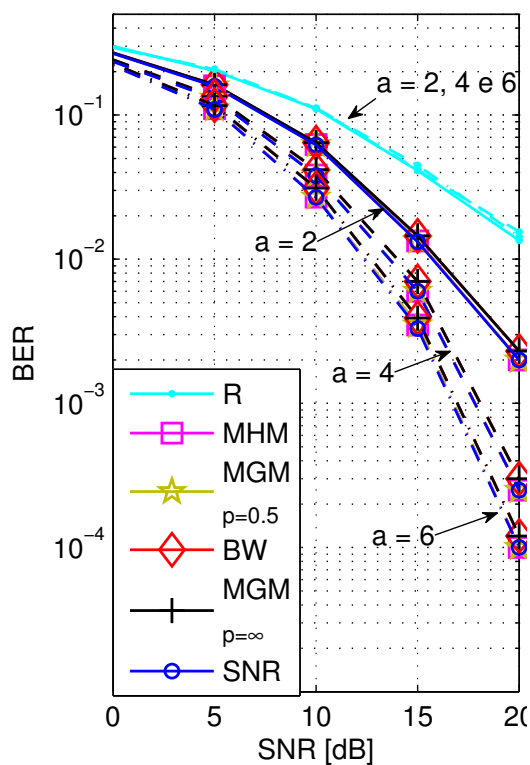 a = 2, 4 e 6
10^-1
a = 2
10^-2
BER
a = 4
10^-3
R
MHM
MGM
p=0.5
BW
MGM
p=∞
SNR
a = 6
10^-4
0 5 10 15 20
SNR [dB]